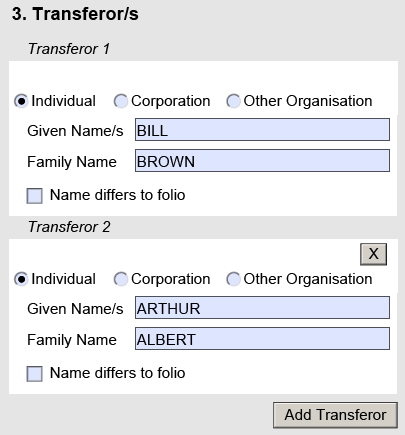 3. Transferor/s
Transferor 1
Individual Corporation Other Organisation
Given Name/s BILL
Family Name BROWN
Name differs to folio
Transferor 2
X
Individual Corporation Other Organisation
Given Name/s ARTHUR
Family Name ALBERT
Name differs to folio
Add Transferor